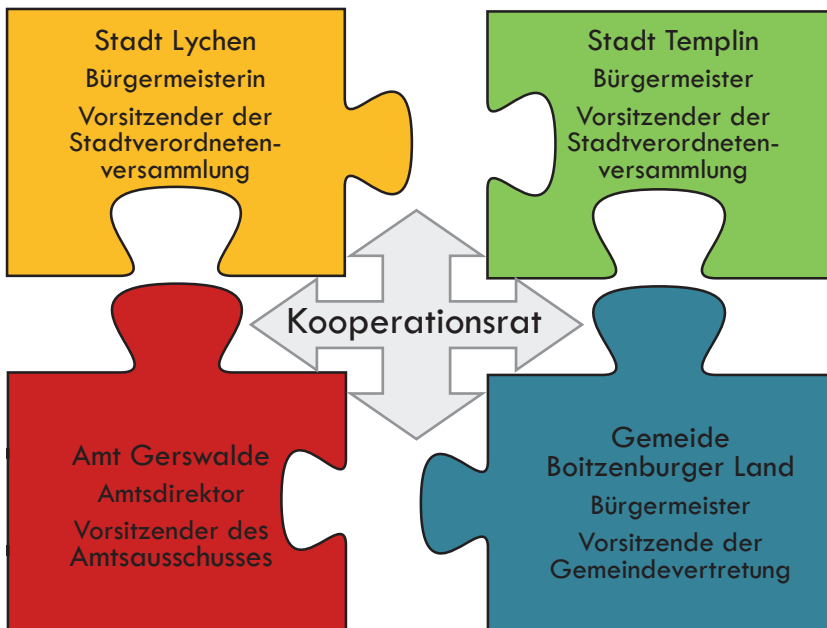 Stadt Lychen
Bürgermeisterin
Vorsitzender der
Stadtverordneten-
versammlung
Stadt Templin
Bürgermeister
Vorsitzender der
Stadtverordneten-
versammlung
Kooperationsrat
Amt Gerswalde
Amtsdirektor
Vorsitzender des
Amtsausschusses
Gemeide
Boitzenburger Land
Bürgermeister
Vorsitzende der
Gemeindevertretung